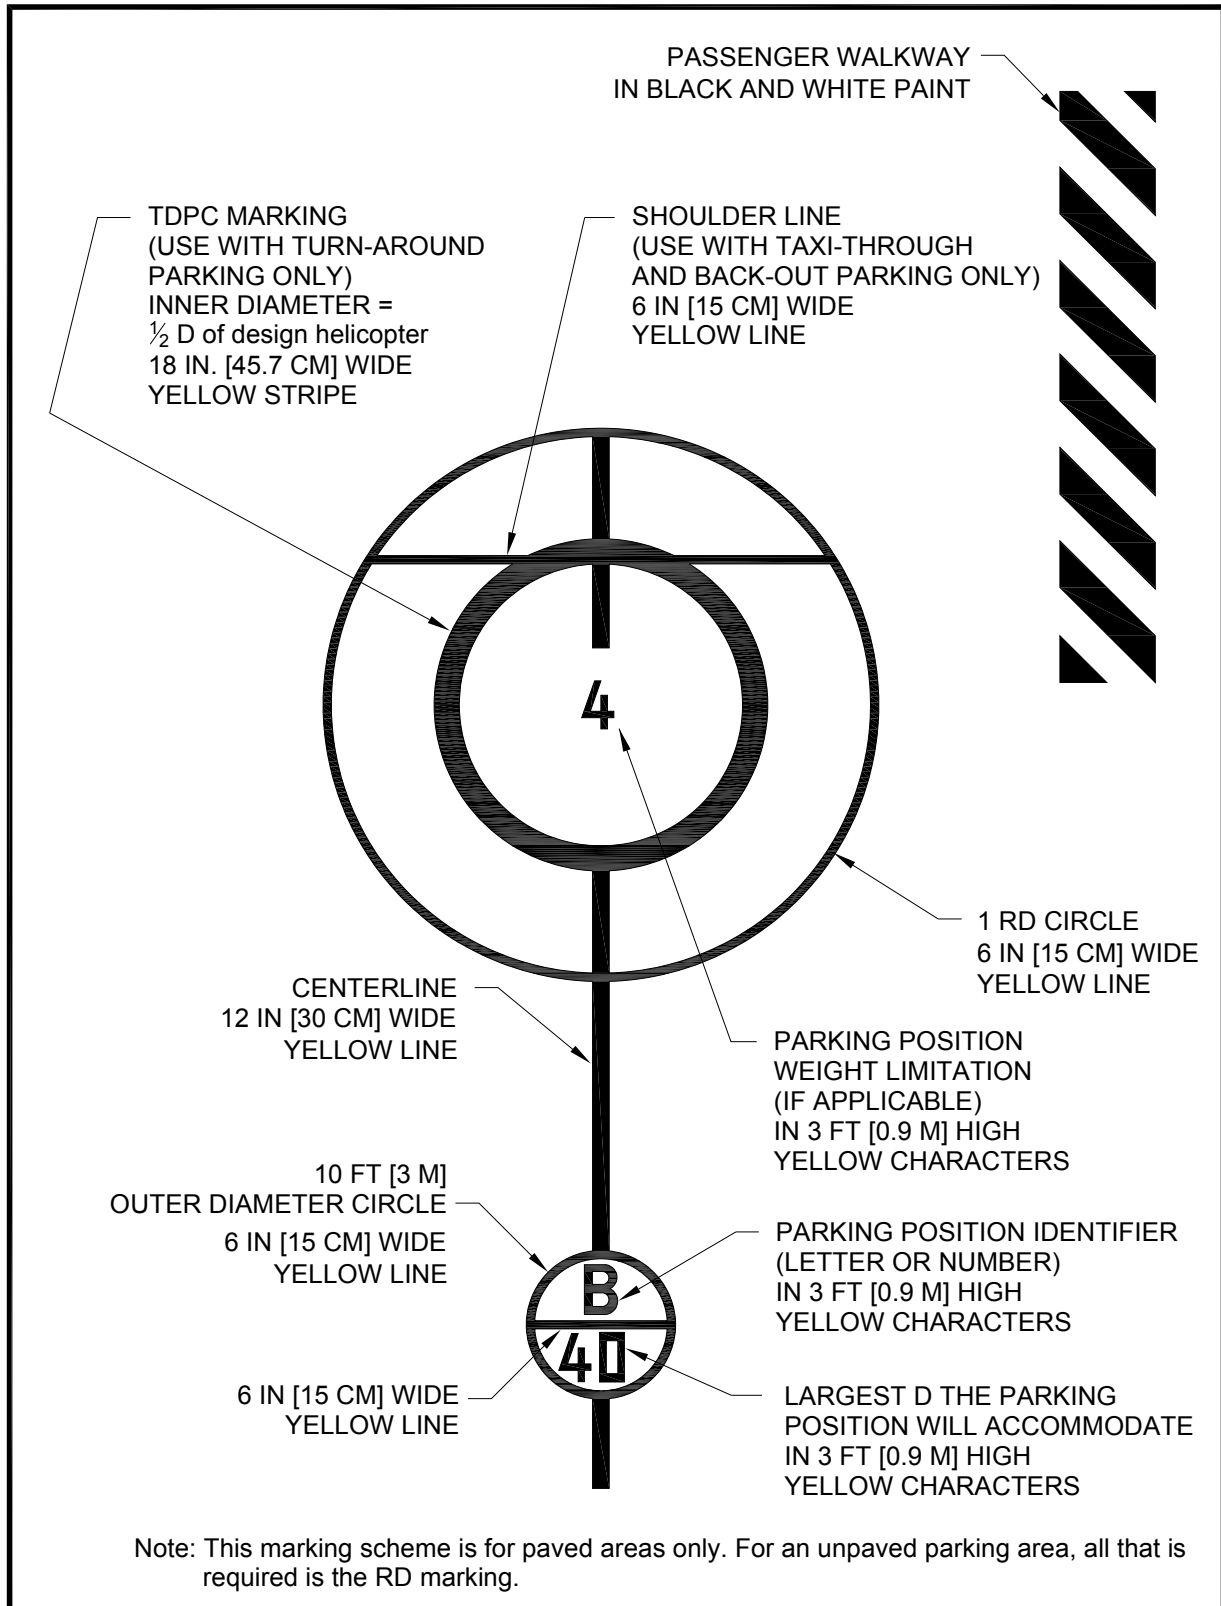 PASSENGER WALKWAY
IN BLACK AND WHITE PAINT
TDPC MARKING
(USE WITH TURN-AROUND
PARKING ONLY)
INNER DIAMETER =
½ D of design helicopter
18 IN. [45.7 CM] WIDE
YELLOW STRIPE
SHOULDER LINE
(USE WITH TAXI-THROUGH
AND BACK-OUT PARKING ONLY)
6 IN [15 CM] WIDE
YELLOW LINE
4
1 RD CIRCLE
6 IN [15 CM] WIDE
YELLOW LINE
CENTERLINE
12 IN [30 CM] WIDE
YELLOW LINE
PARKING POSITION
WEIGHT LIMITATION
(IF APPLICABLE)
IN 3 FT [0.9 M] HIGH
YELLOW CHARACTERS
10 FT [3 M]
OUTER DIAMETER CIRCLE
6 IN [15 CM] WIDE
YELLOW LINE
PARKING POSITION IDENTIFIER
(LETTER OR NUMBER)
IN 3 FT [0.9 M] HIGH
YELLOW CHARACTERS
B
40
6 IN [15 CM] WIDE
YELLOW LINE
LARGEST D THE PARKING
POSITION WILL ACCOMMODATE
IN 3 FT [0.9 M] HIGH
YELLOW CHARACTERS
Note: This marking scheme is for paved areas only. For an unpaved parking area, all that is
required is the RD marking.